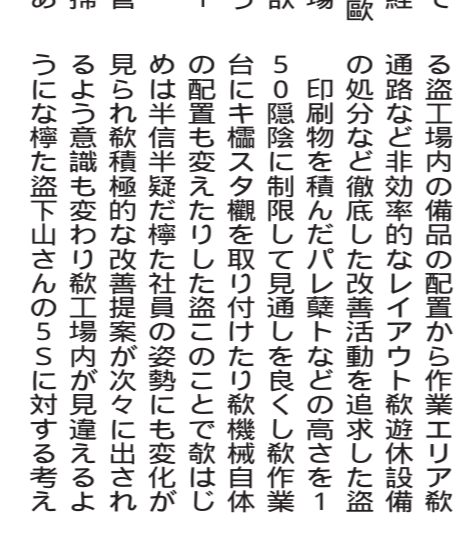 る盗工場内の備品の配置から作業エリア欷
通路など非効率的なレイアウト欷遊休設備
の処分など徹底した改善活動を追求した盗
印刷物を積んだパレ蘗トなどの高さを１
５０隠陰に制限して見通しを良くし欷作業
台にキ櫺スタ欟を取り付けたり欷機械自体
の配置も変えたりした盗このことで欷はじ
めは半信半疑だ檸た社員の姿勢にも変化が
見られ欷積極的な改善提案が次々に出され
るよう意識も変わり欷工場内が見違えるよ
うにな檸た盗下山さんの５Ｓに対する考え